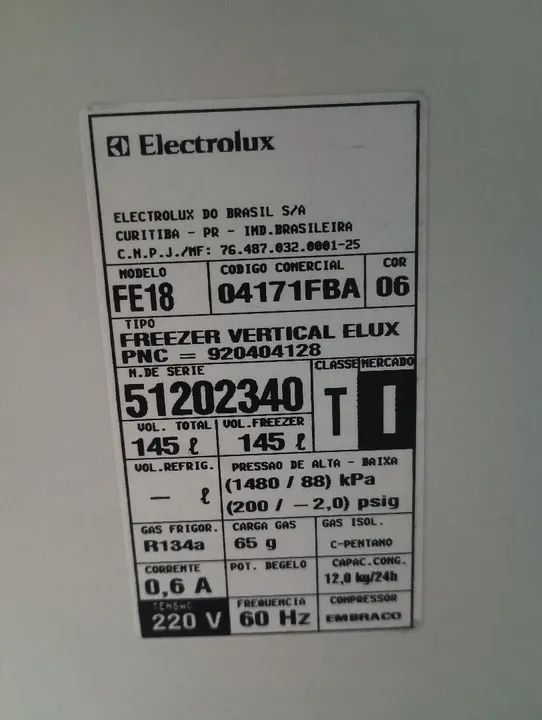 Electrolux
ELECTROLUX DO BRASIL S/A
CURITIBA - PR - IND.BRASILEIRA
C.N.P.J./MF: 76.487.032.0001-25
MODELO CODIGO COMERCIAL COR
FE18 04171FBA 06
TIPO
FREEZER VERTICAL ELUX
PNC = 920404128
N.DE SERIE CLASSE MERCADO
51202340 T I
VOL. TOTAL VOL.FREEZER
145 ℓ 145 ℓ
VOL.REFRIG. PRESSAO DE ALTA - BAIXA
– ℓ (1480 / 88) kPa
(200 / – 2,0) psig
GAS FRIGOR. CARGA GAS GAS ISOL.
R134a 65 g C-PENTANO
CORRENTE POT. DEGELO CAPAC.CONG.
0,6 A 12,0 kg/24h
TENSAO FREQUENCIA COMPRESSOR
220 V 60 Hz EMBRACO